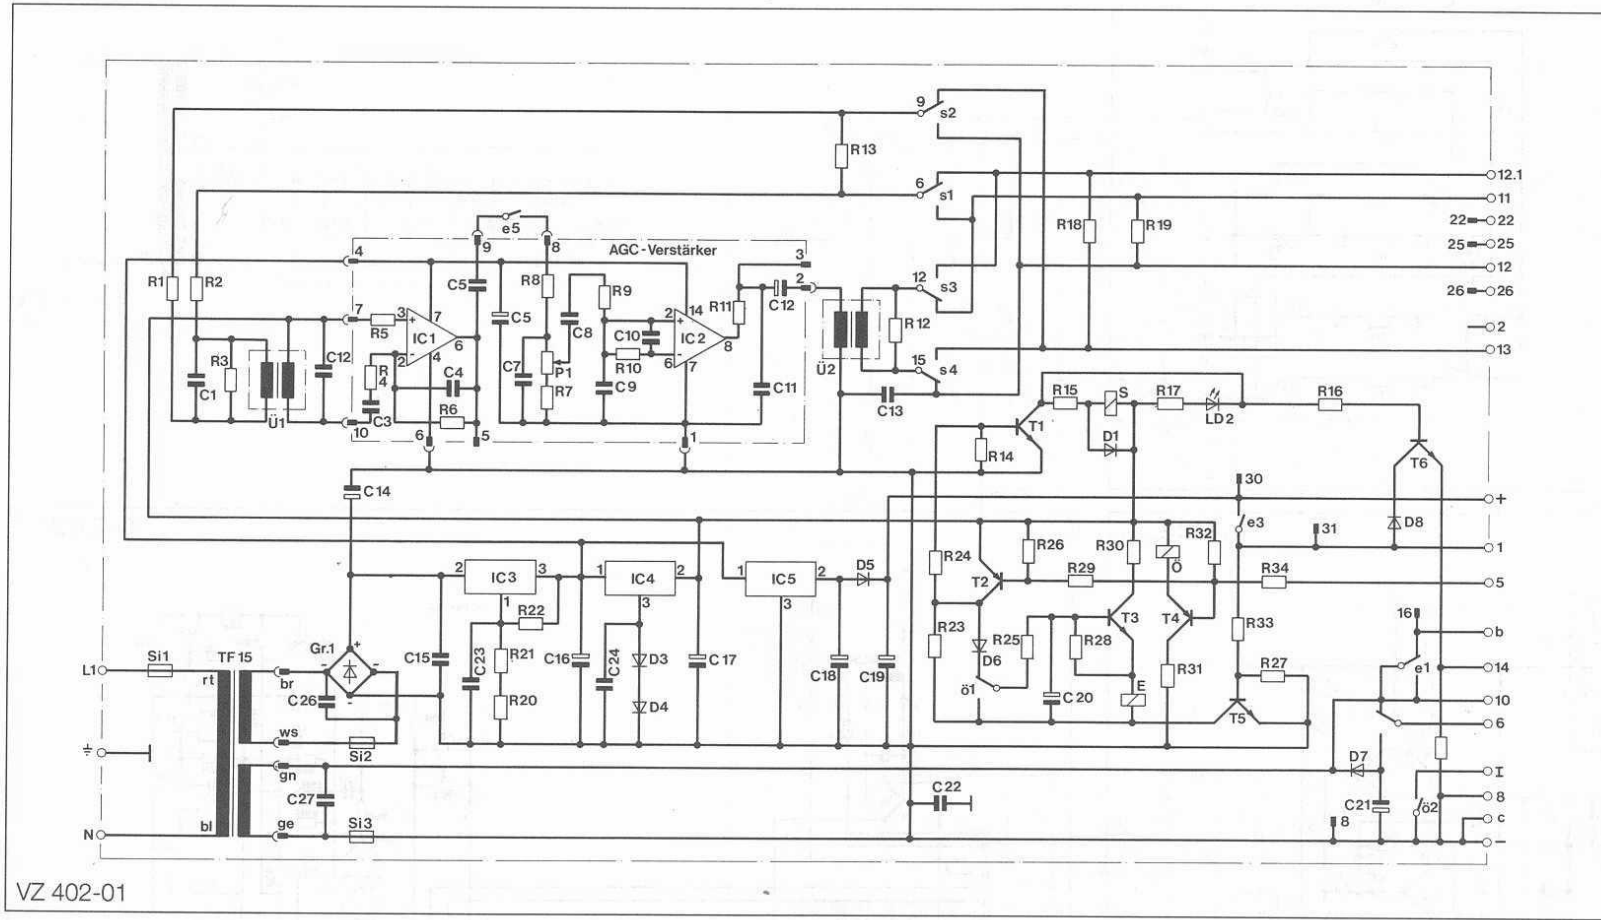 9
s2
R13
6
s1
12.1
11
e5
R18
R19
22 22
AGC-Verstärker
4
9
8
3
25 25
12
R1
R2
C5
R8
R9
2
12
s3
26 26
R11
C12
7
R5
3
+
7
IC1
6
C5
C8
C10
2
+
14
IC2
8
R12
2
C12
2
-
4
R10
6
-
7
15
s4
13
R3
R
4
C4
C7
P1
C9
C11
Ü2
C1
R6
R7
C13
R15
S
R17
LD2
R16
Ü1
10
C3
6
5
1
T1
D1
R14
T6
C14
30
+
e3
31
D8
1
R24
R26
R30
R32
2
IC3
3
1
IC4
2
1
IC5
2
D5
T2
R29
Ö
R34
5
1
R22
3
3
16
R23
R25
R28
T3
T4
R33
b
Si1
TF 15
Gr.1
+
C15
C23
R21
C16
C24
D3
C17
C18
C19
D6
R31
R27
e1
L1
rt
br
-
-
14
C26
-
R20
D4
ö1
C20
E
T5
10
6
ws
Si2
gn
D7
I
C27
C22
C21
ö2
8
N
bl
ge
Si3
8
c
-
VZ 402-01